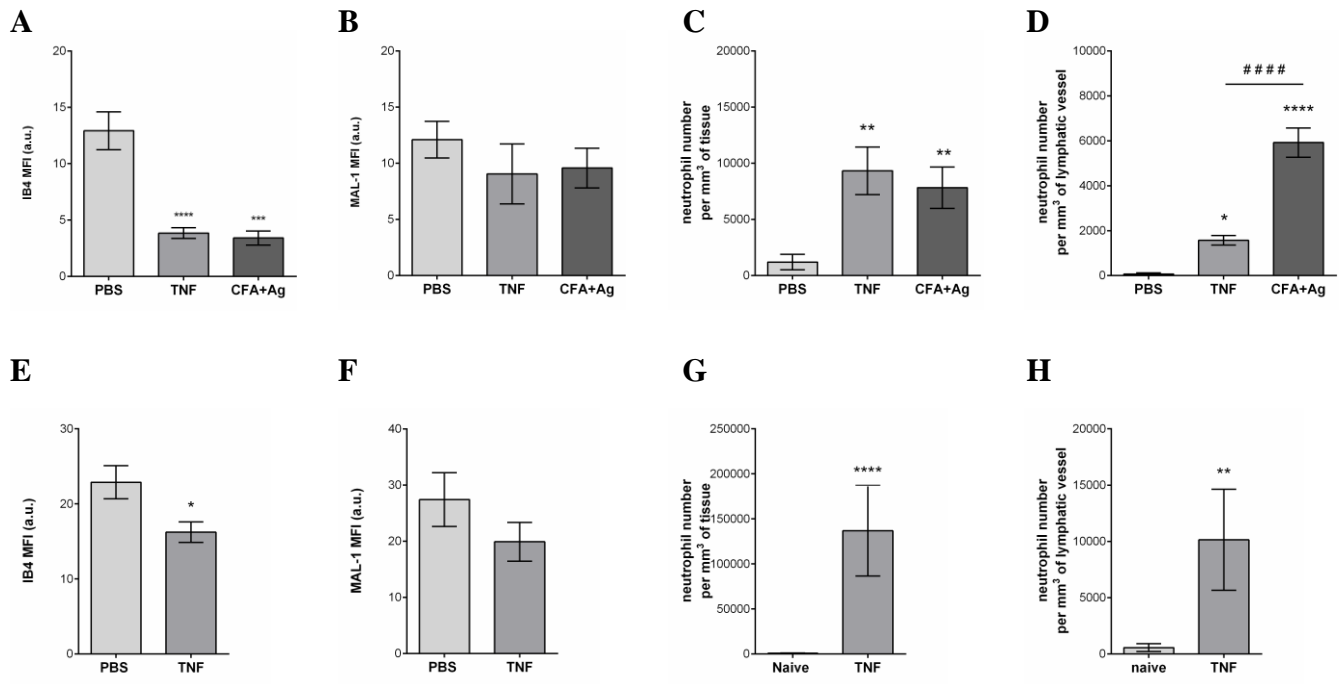 A
IB4 MFI (a.u.)
20
15
10
5
0
****
***
PBS TNF CFA+Ag
B
MAL-1 MFI (a.u.)
20
15
10
5
0
PBS TNF CFA+Ag
C
neutrophil number
per mm³ of tissue
20000
15000
10000
5000
0
**
**
PBS TNF CFA+Ag
D
neutrophil number
per mm³ of lymphatic vessel
10000
8000
6000
4000
2000
0
####
****
*
PBS TNF CFA+Ag
E
IB4 MFI (a.u.)
30
20
10
0
*
PBS TNF
F
MAL-1 MFI (a.u.)
40
30
20
10
0
PBS TNF
G
neutrophil number
per mm³ of tissue
250000
200000
150000
100000
50000
0
****
Naive TNF
H
neutrophil number
per mm³ of lymphatic vessel
20000
15000
10000
5000
0
**
naive TNF